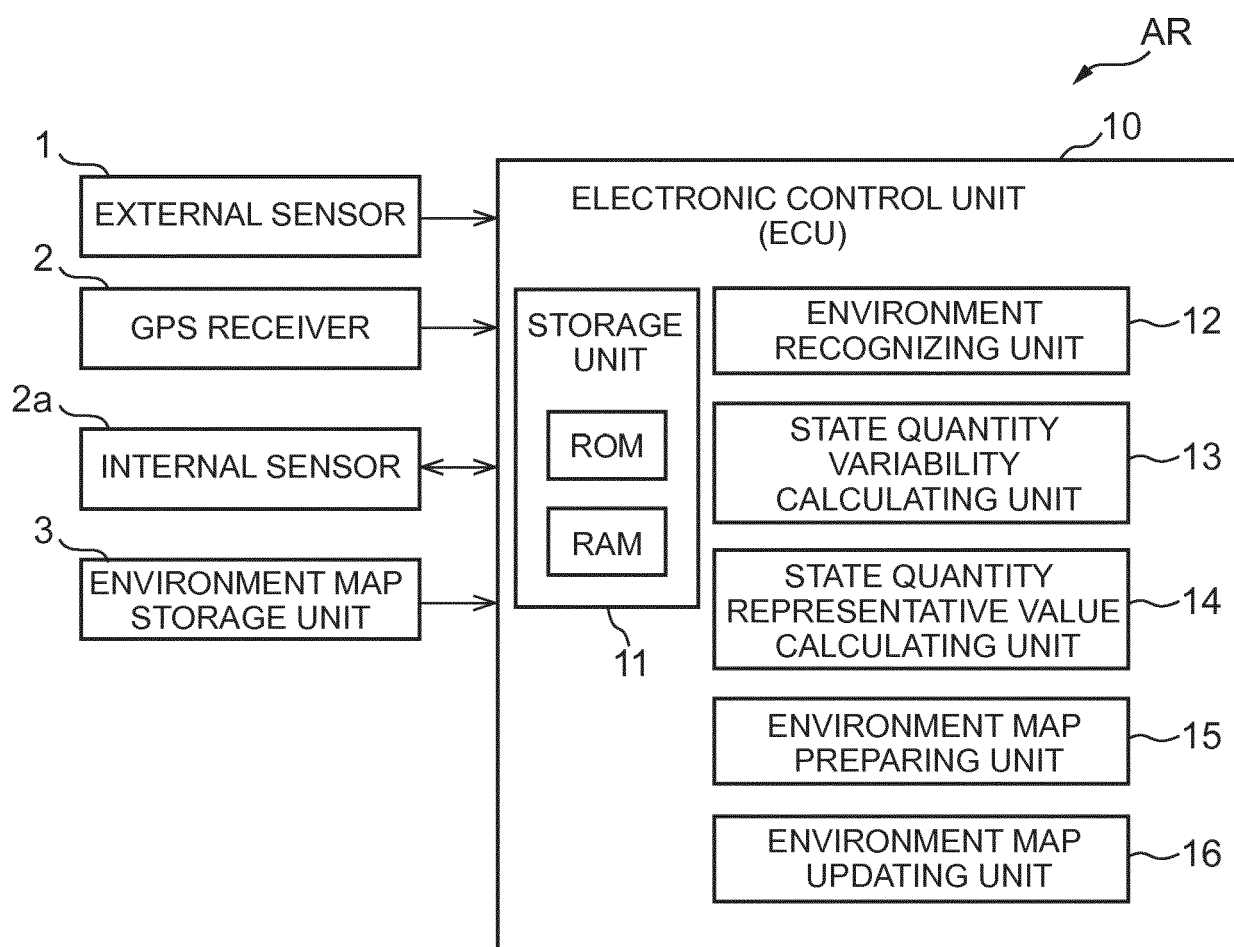 AR
10
1
EXTERNAL SENSOR
2
GPS RECEIVER
2a
INTERNAL SENSOR
3
ENVIRONMENT MAP
STORAGE UNIT
ELECTRONIC CONTROL UNIT
(ECU)
STORAGE
UNIT
ROM
RAM
11
ENVIRONMENT
RECOGNIZING UNIT
12
STATE QUANTITY
VARIABILITY
CALCULATING UNIT
13
STATE QUANTITY
REPRESENTATIVE VALUE
CALCULATING UNIT
14
ENVIRONMENT MAP
PREPARING UNIT
15
ENVIRONMENT MAP
UPDATING UNIT
16